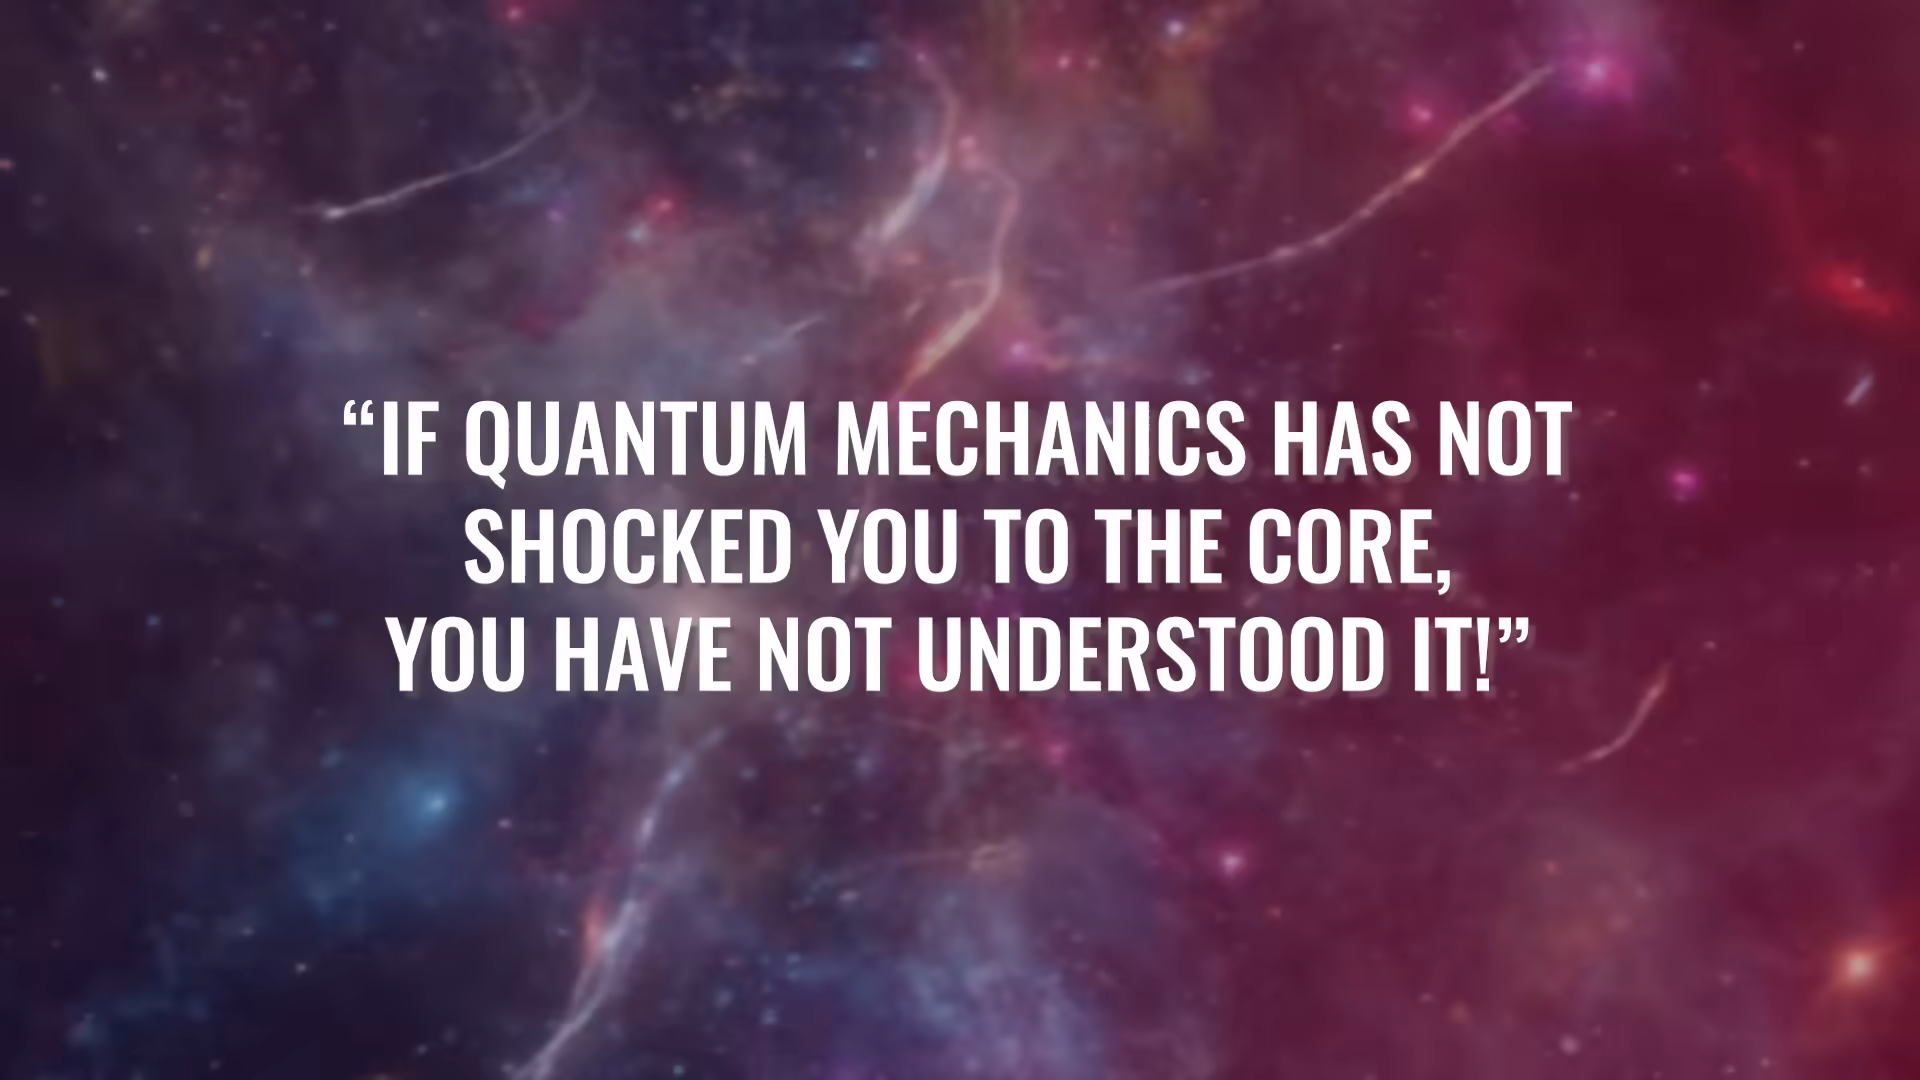 “IF QUANTUM MECHANICS HAS NOT
SHOCKED YOU TO THE CORE,
YOU HAVE NOT UNDERSTOOD IT!”